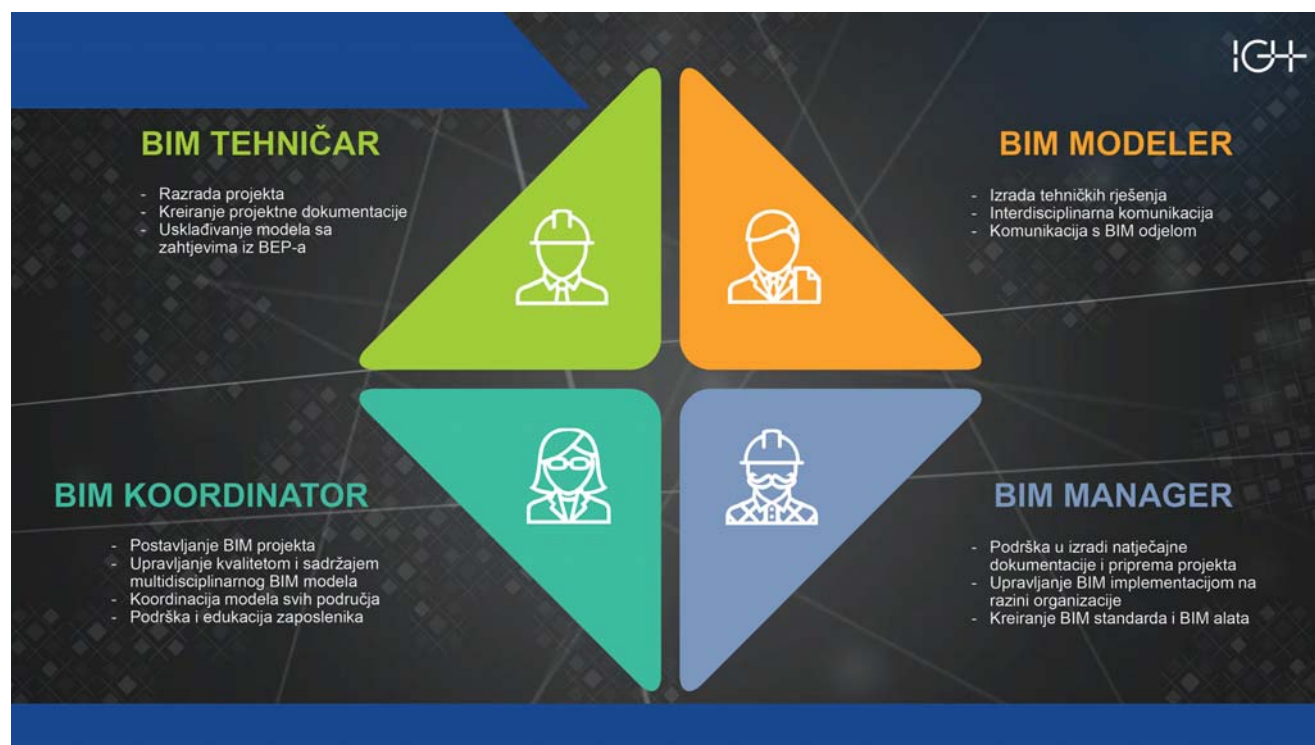 IGH
BIM TEHNIČAR
- Razrada projekta
- Kreiranje projektne dokumentacije
- Usklađivanje modela sa
zahtjevima iz BEP-a
BIM MODELER
- Izrada tehničkih rješenja
- Interdisciplinarna komunikacija
- Komunikacija s BIM odjelom
BIM KOORDINATOR
- Postavljanje BIM projekta
- Upravljanje kvalitetom i sadržajem
multidisciplinarnog BIM modela
- Koordinacija modela svih područja
- Podrška i edukacija zaposlenika
BIM MANAGER
- Podrška u izradi natječajne
dokumentacije i priprema projekta
- Upravljanje BIM implementacijom na
razini organizacije
- Kreiranje BIM standarda i BIM alata